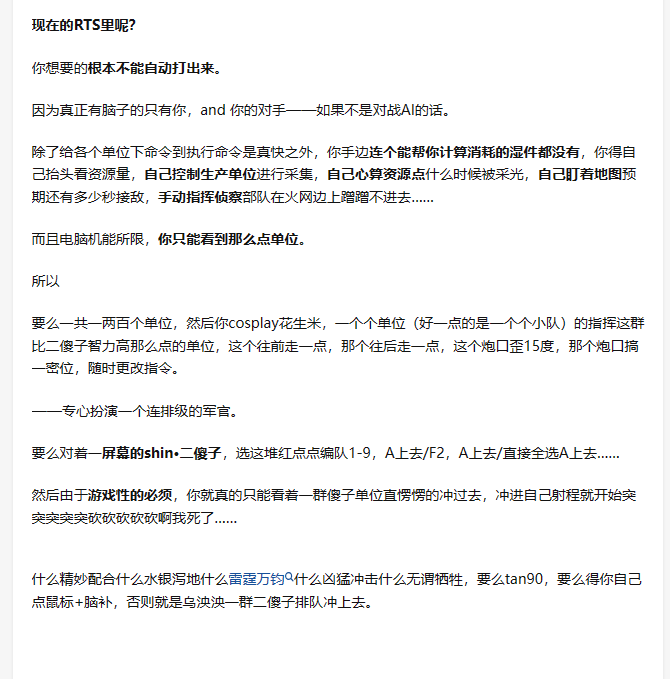 现在的RTS里呢?
你想要的根本不能自动打出来。
因为真正有脑子的只有你，and 你的对手——如果不是对战AI的话。
除了给各个单位下命令到执行命令是真快之外，你手边连个能帮你计算消耗的湿件都没有，你得自
己抬头看资源量，自己控制生产单位进行采集，自己心算资源点什么时候被采光，自己盯着地图预
期还有多少秒接敌，手动指挥侦察部队在火网边上蹭蹭不进去……
而且电脑机能所限，你只能看到那么点单位。
所以
要么一共一两百个单位，然后你cosplay花生米，一个个单位（好一点的是一个个小队）的指挥这群
比二傻子智力高那么点的单位，这个往前走一点，那个往后走一点，这个炮口歪15度，那个炮口搞
一密位，随时更改指令。
——专心扮演一个连排级的军官。
要么对着一屏幕的shin•二傻子，选这堆红点点编队1-9，A上去/F2，A上去/直接全选A上去……
然后由于游戏性的必须，你就真的只能看着一群傻子单位直愣愣的冲过去，冲进自己射程就开始突
突突突突突砍砍砍砍砍啊我死了……
什么精妙配合什么水银泻地什么雷霆万钧什么凶猛冲击什么无谓牺牲，要么tan90，要么得你自己
点鼠标+脑补，否则就是乌泱泱一群二傻子排队冲上去。